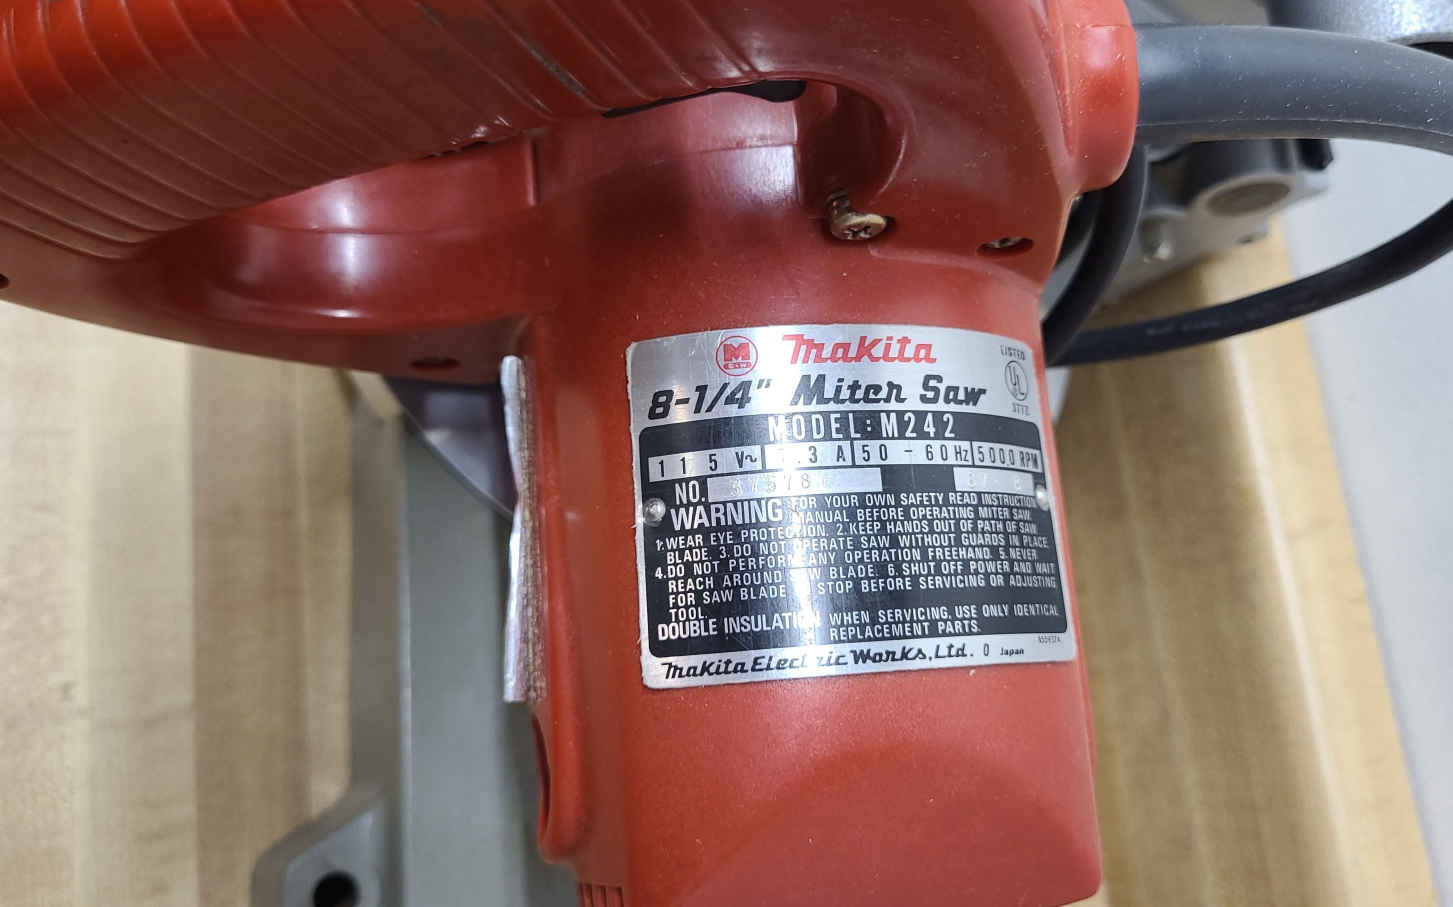 M
Makita
LISTED
UL
8-1/4" Miter Saw
MODEL: M242
115 V~ .3 A 50 - 60 Hz 5000 RPM
NO.
WARNING FOR YOUR OWN SAFETY READ INSTRUCTION
MANUAL BEFORE OPERATING MITER SAW.
1. WEAR EYE PROTECTION. 2. KEEP HANDS OUT OF PATH OF SAW
BLADE. 3. DO NOT OPERATE SAW WITHOUT GUARDS IN PLACE.
4. DO NOT PERFORM ANY OPERATION FREEHAND. 5. NEVER
REACH AROUND SAW BLADE. 6. SHUT OFF POWER AND WAIT
FOR SAW BLADE STOP BEFORE SERVICING OR ADJUSTING
TOOL.
DOUBLE INSULATION WHEN SERVICING, USE ONLY IDENTICAL
REPLACEMENT PARTS.
Makita Electric Works, Ltd. 0 Japan